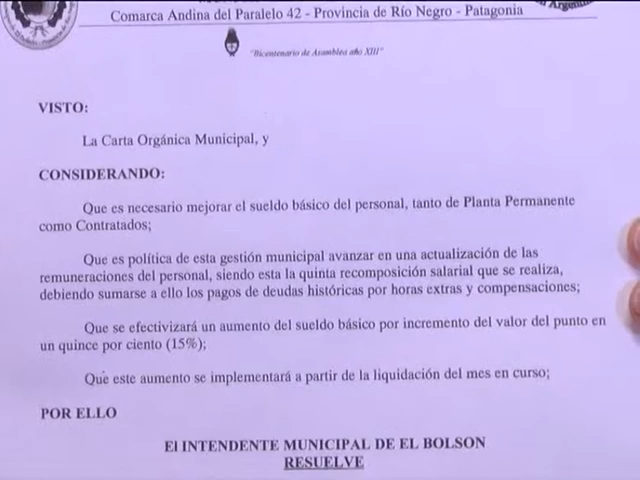 Comarca Andina del Paralelo 42 - Provincia de Río Negro - Patagonia
Argentin
"Bicentenario de Asamblea año XIII"
VISTO:
La Carta Orgánica Municipal, y
CONSIDERANDO:
Que es necesario mejorar el sueldo básico del personal, tanto de Planta Permanente
como Contratados;
Que es política de esta gestión municipal avanzar en una actualización de las
remuneraciones del personal, siendo esta la quinta recomposición salarial que se realiza,
debiendo sumarse a ello los pagos de deudas históricas por horas extras y compensaciones;
Que se efectivizará un aumento del sueldo básico por incremento del valor del punto en
un quince por ciento (15%);
Que este aumento se implementará a partir de la liquidación del mes en curso;
POR ELLO
El INTENDENTE MUNICIPAL DE EL BOLSON
RESUELVE